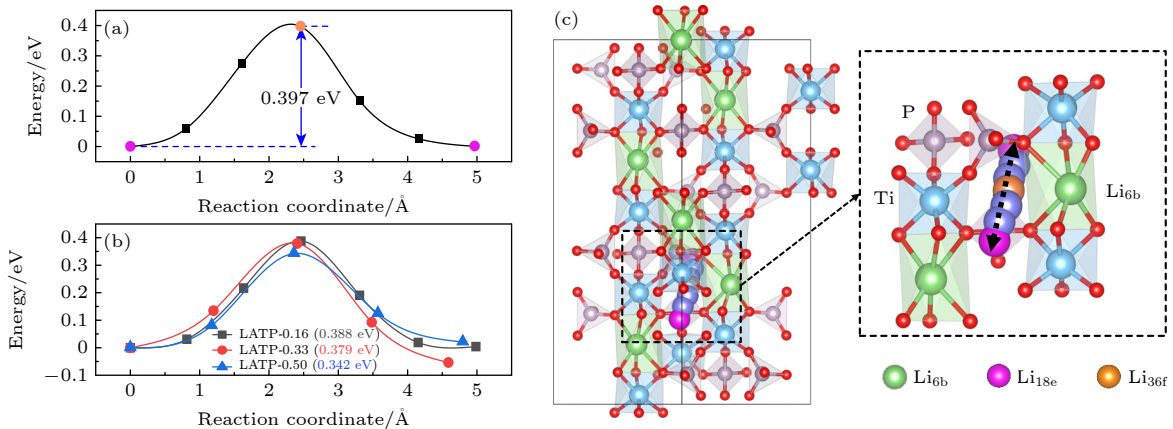 (a)
Energy/eV
0.4
0.3
0.2
0.1
0
0.397 eV
0
1
2
3
4
5
Reaction coordinate/Å
(b)
Energy/eV
0.4
0.3
0.2
0.1
0
−0.1
LATP-0.16 (0.388 eV)
LATP-0.33 (0.379 eV)
LATP-0.50 (0.342 eV)
0
1
2
3
4
5
Reaction coordinate/Å
(c)
P
Ti
Li6b
Li6b
Li18e
Li36f